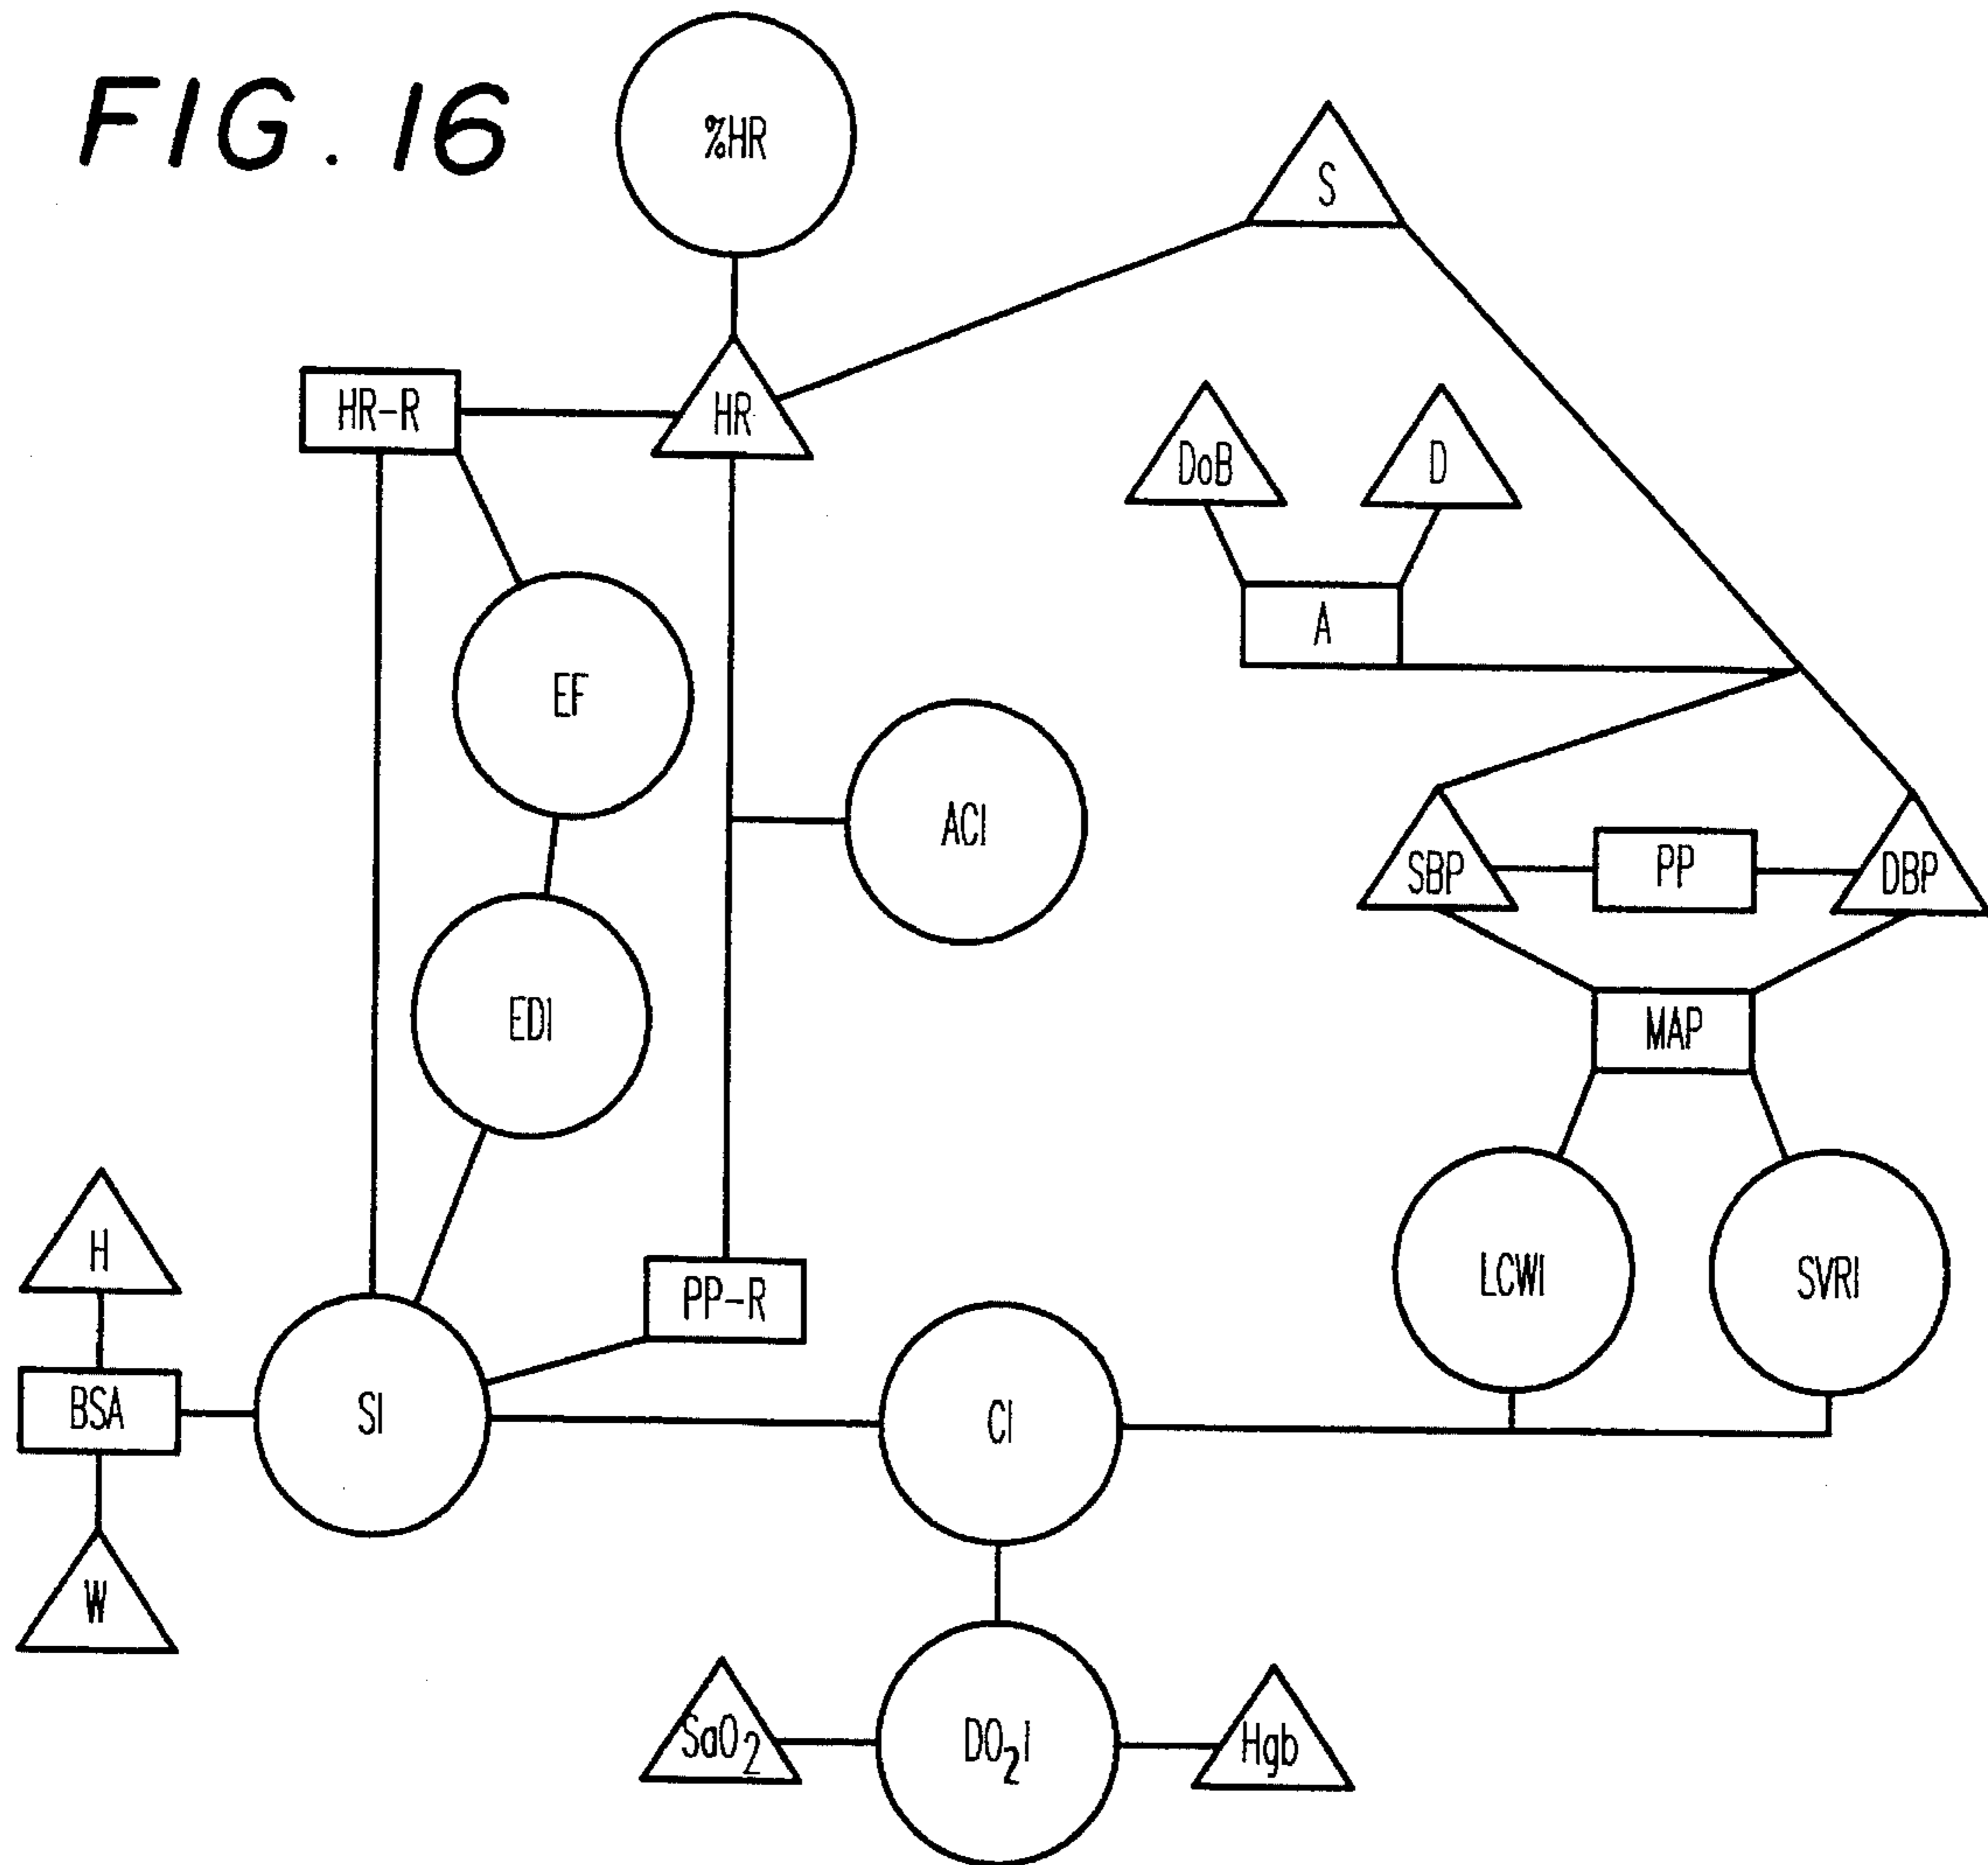 FIG. 16
%HR
S
HR-R
HR
DoB
D
A
EF
ACI
SBP
PP
DBP
EDI
MAP
H
PP-R
LCWI
SVRI
BSA
SI
CI
W
SaO2
DO2I
Hgb